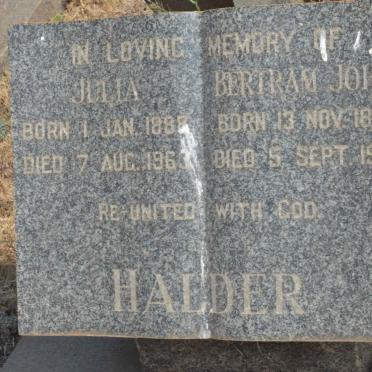 IN LOVING MEMORY OF
JULIA BERTRAM
BORN 1 JAN. BORN 13 NOV.
DIED 7 AUG. DIED 5 SEPT.
RE-UNITED WITH GOD.
HALDER